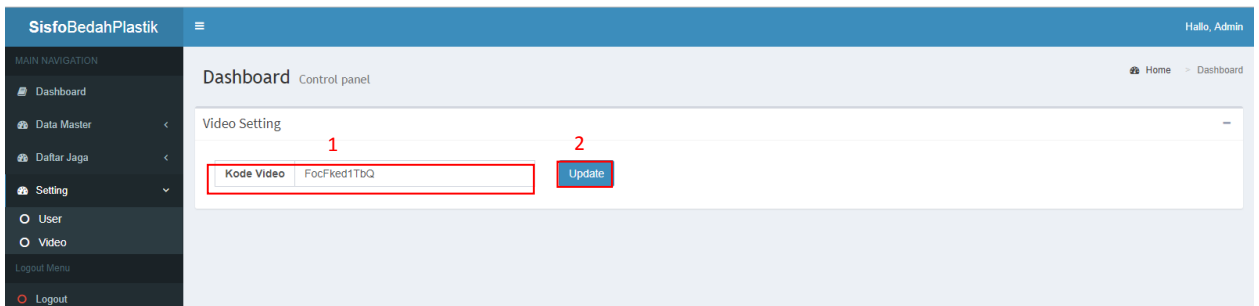 SisfoBedahPlastik
Hallo, Admin
MAIN NAVIGATION
Dashboard
Data Master
Daftar Jaga
Setting
User
Video
Logout Menu
Logout
Dashboard Control panel
Home > Dashboard
Video Setting
1
2
Kode Video FocFked1TbQ
Update